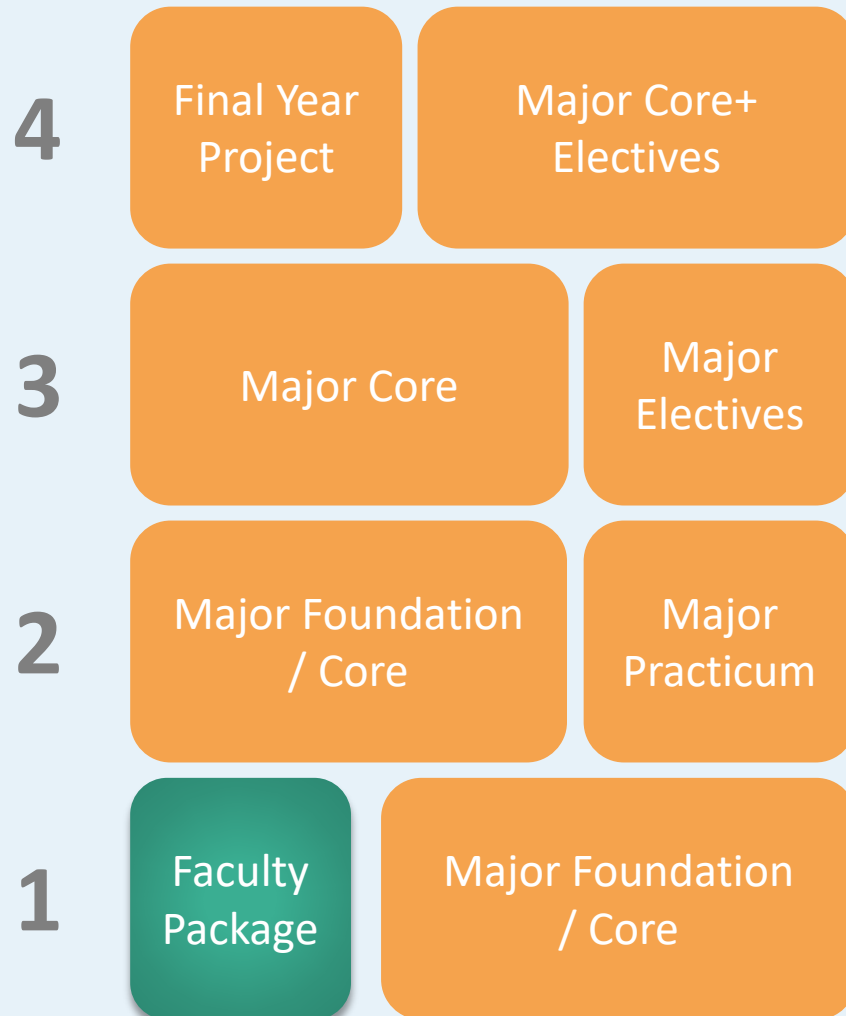 4
Final Year
Project
Major Core+
Electives
3
Major Core
Major
Electives
2
Major Foundation
/ Core
Major
Practicum
1
Faculty
Package
Major Foundation
/ Core